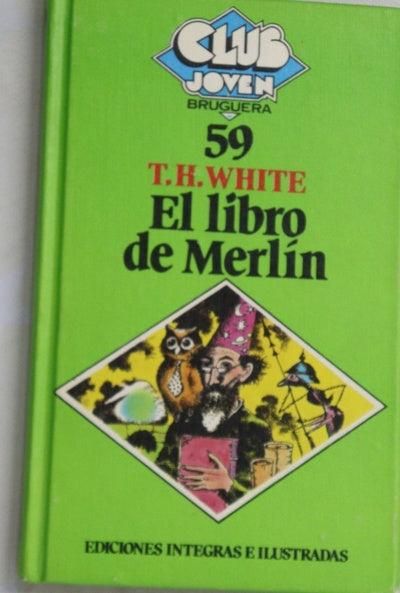 CLUB
JOVEN
BRUGUERA
59
T.H.WHITE
El libro
de Merlín
EDICIONES INTEGRAS E ILUSTRADAS